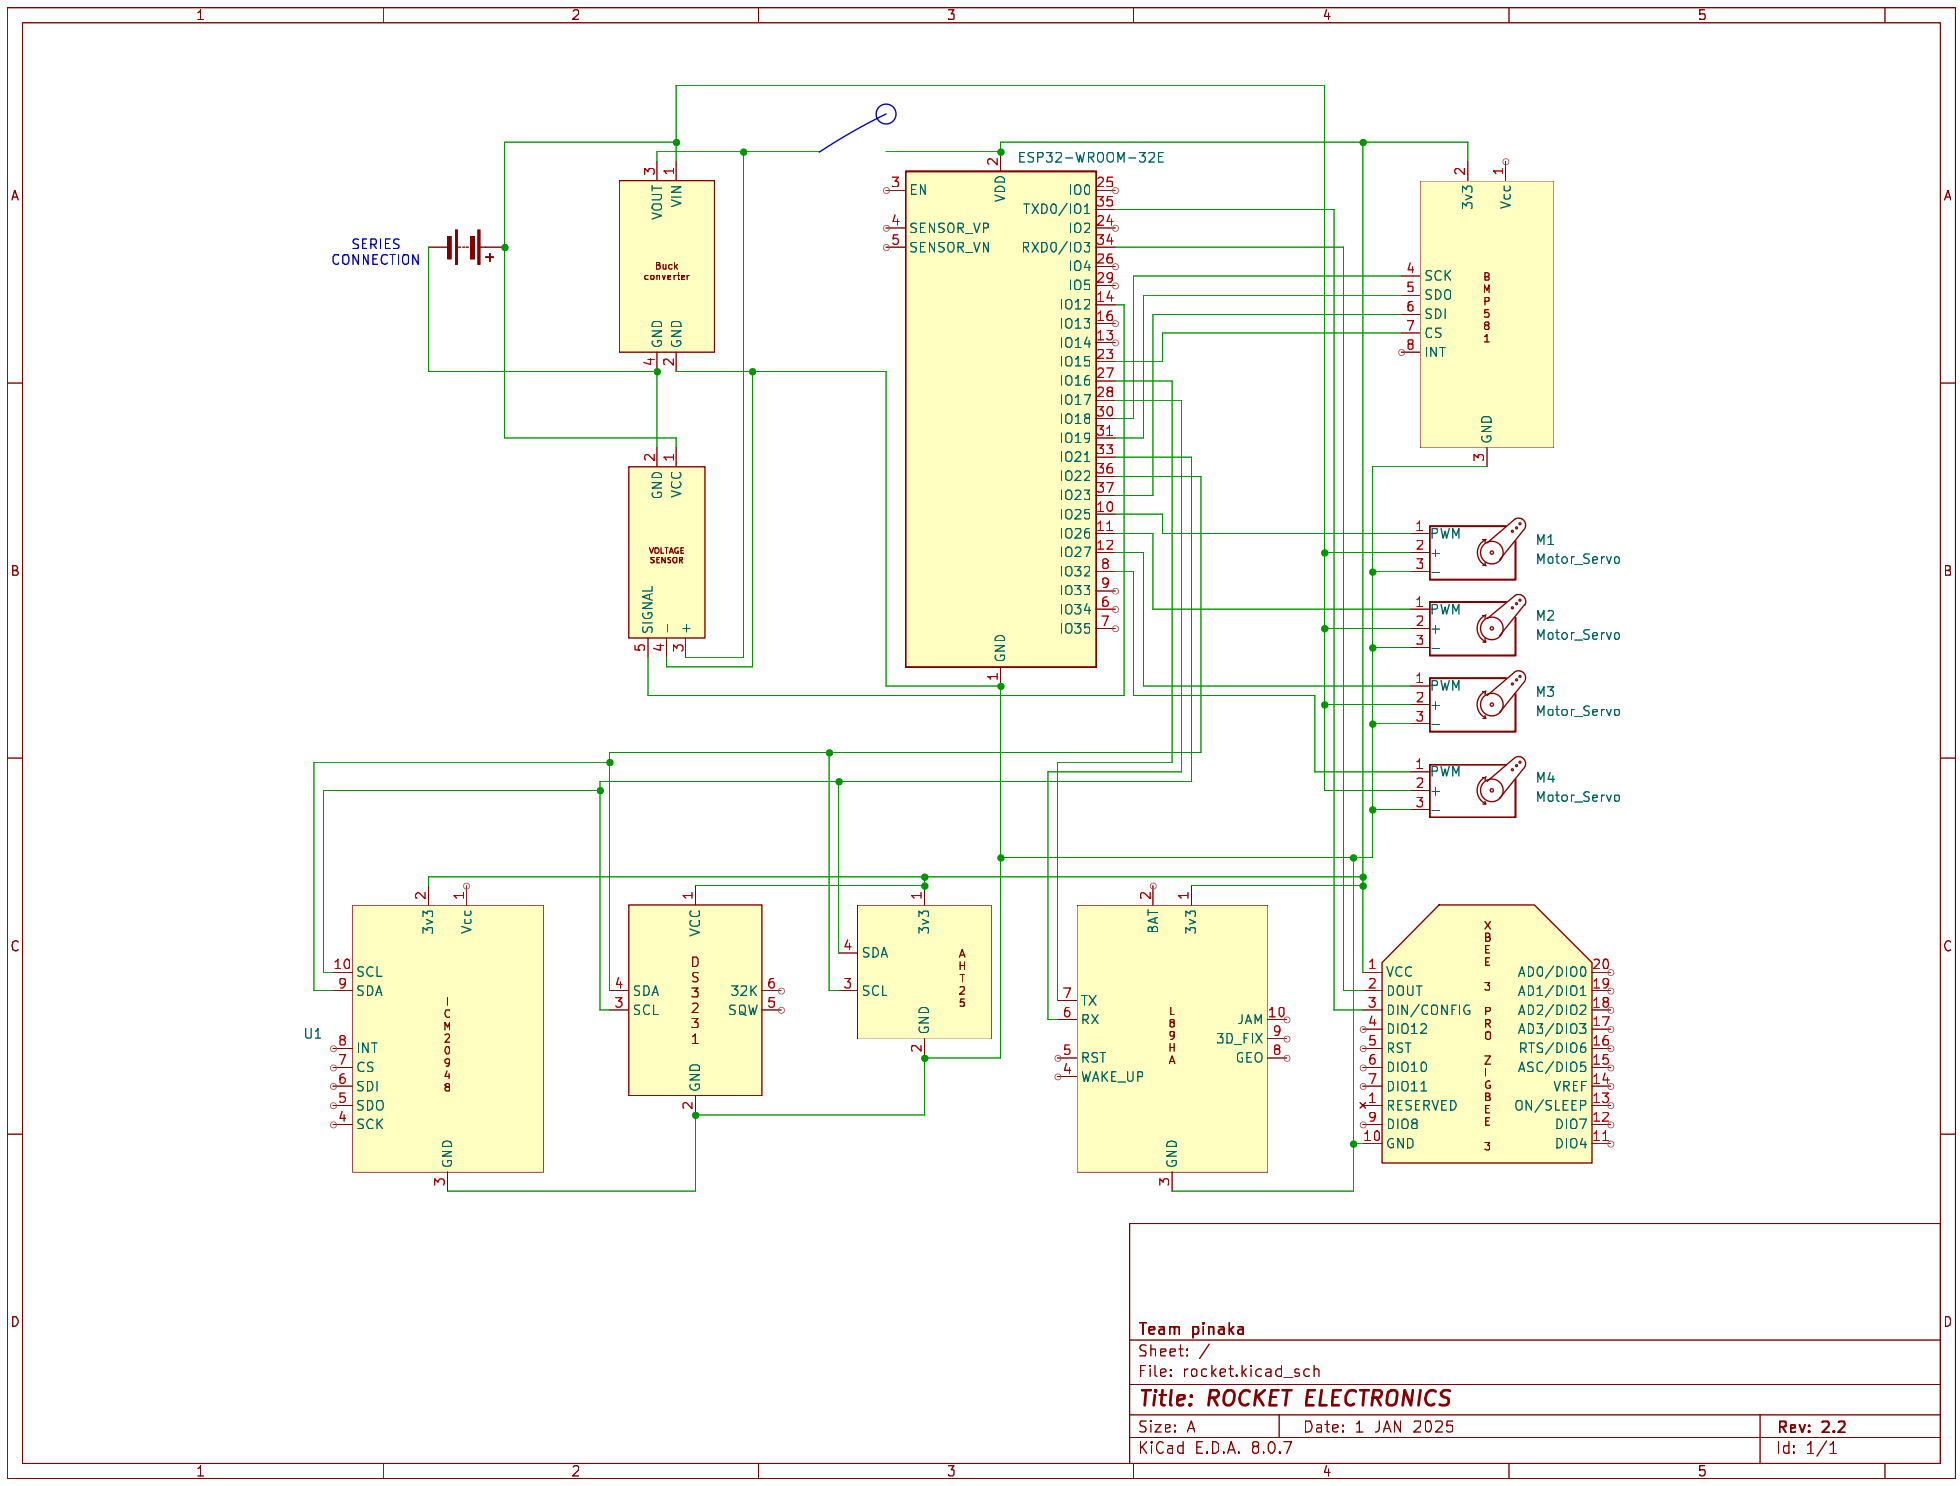 1 2 3 4 5
A
B
C
D
A
B
C
D
1 2 3 4 5
SERIES
CONNECTION
3 1
VOUT VIN
Buck
converter
GND GND
4 2
2 1
GND VCC
VOLTAGE
SENSOR
SIGNAL − +
5 4 3
ESP32-WROOM-32E
2
VDD
3 EN
4 SENSOR_VP
5 SENSOR_VN
IO0 25
TXD0/IO1 35
IO2 24
RXD0/IO3 34
IO4 26
IO5 29
IO12 14
IO13 16
IO14 13
IO15 23
IO16 27
IO17 28
IO18 30
IO19 31
IO21 33
IO22 36
IO23 37
IO25 10
IO26 11
IO27 12
IO32 8
IO33 9
IO34 6
IO35 7
GND
1
2 1
3v3 Vcc
4 SCK
5 SDO
6 SDI
7 CS
8 INT
BMP581
GND
3
1 PWM
2 +
3 −
M1
Motor_Servo
1 PWM
2 +
3 −
M2
Motor_Servo
1 PWM
2 +
3 −
M3
Motor_Servo
1 PWM
2 +
3 −
M4
Motor_Servo
U1
2 1
3v3 Vcc
10 SCL
9 SDA
8 INT
7 CS
6 SDI
5 SDO
4 SCK
ICM20948
GND
3
1
VCC
DS3231
4 SDA
3 SCL
32K 6
SQW 5
GND
2
1
3v3
4 SDA
3 SCL
AHT25
GND
2
2 1
BAT 3v3
7 TX
6 RX
5 RST
4 WAKE_UP
L89HA
JAM 10
3D_FIX 9
GEO 8
GND
3
XBEE 3 PRO ZIGBEE 3
1 VCC
2 DOUT
3 DIN/CONFIG
4 DIO12
5 RST
6 DIO10
7 DIO11
1 RESERVED
9 DIO8
10 GND
AD0/DIO0 20
AD1/DIO1 19
AD2/DIO2 18
AD3/DIO3 17
RTS/DIO6 16
ASC/DIO5 15
VREF 14
ON/SLEEP 13
DIO7 12
DIO4 11
Team pinaka
Sheet: /
File: rocket.kicad_sch
Title: ROCKET ELECTRONICS
Size: A Date: 1 JAN 2025 Rev: 2.2
KiCad E.D.A. 8.0.7 Id: 1/1